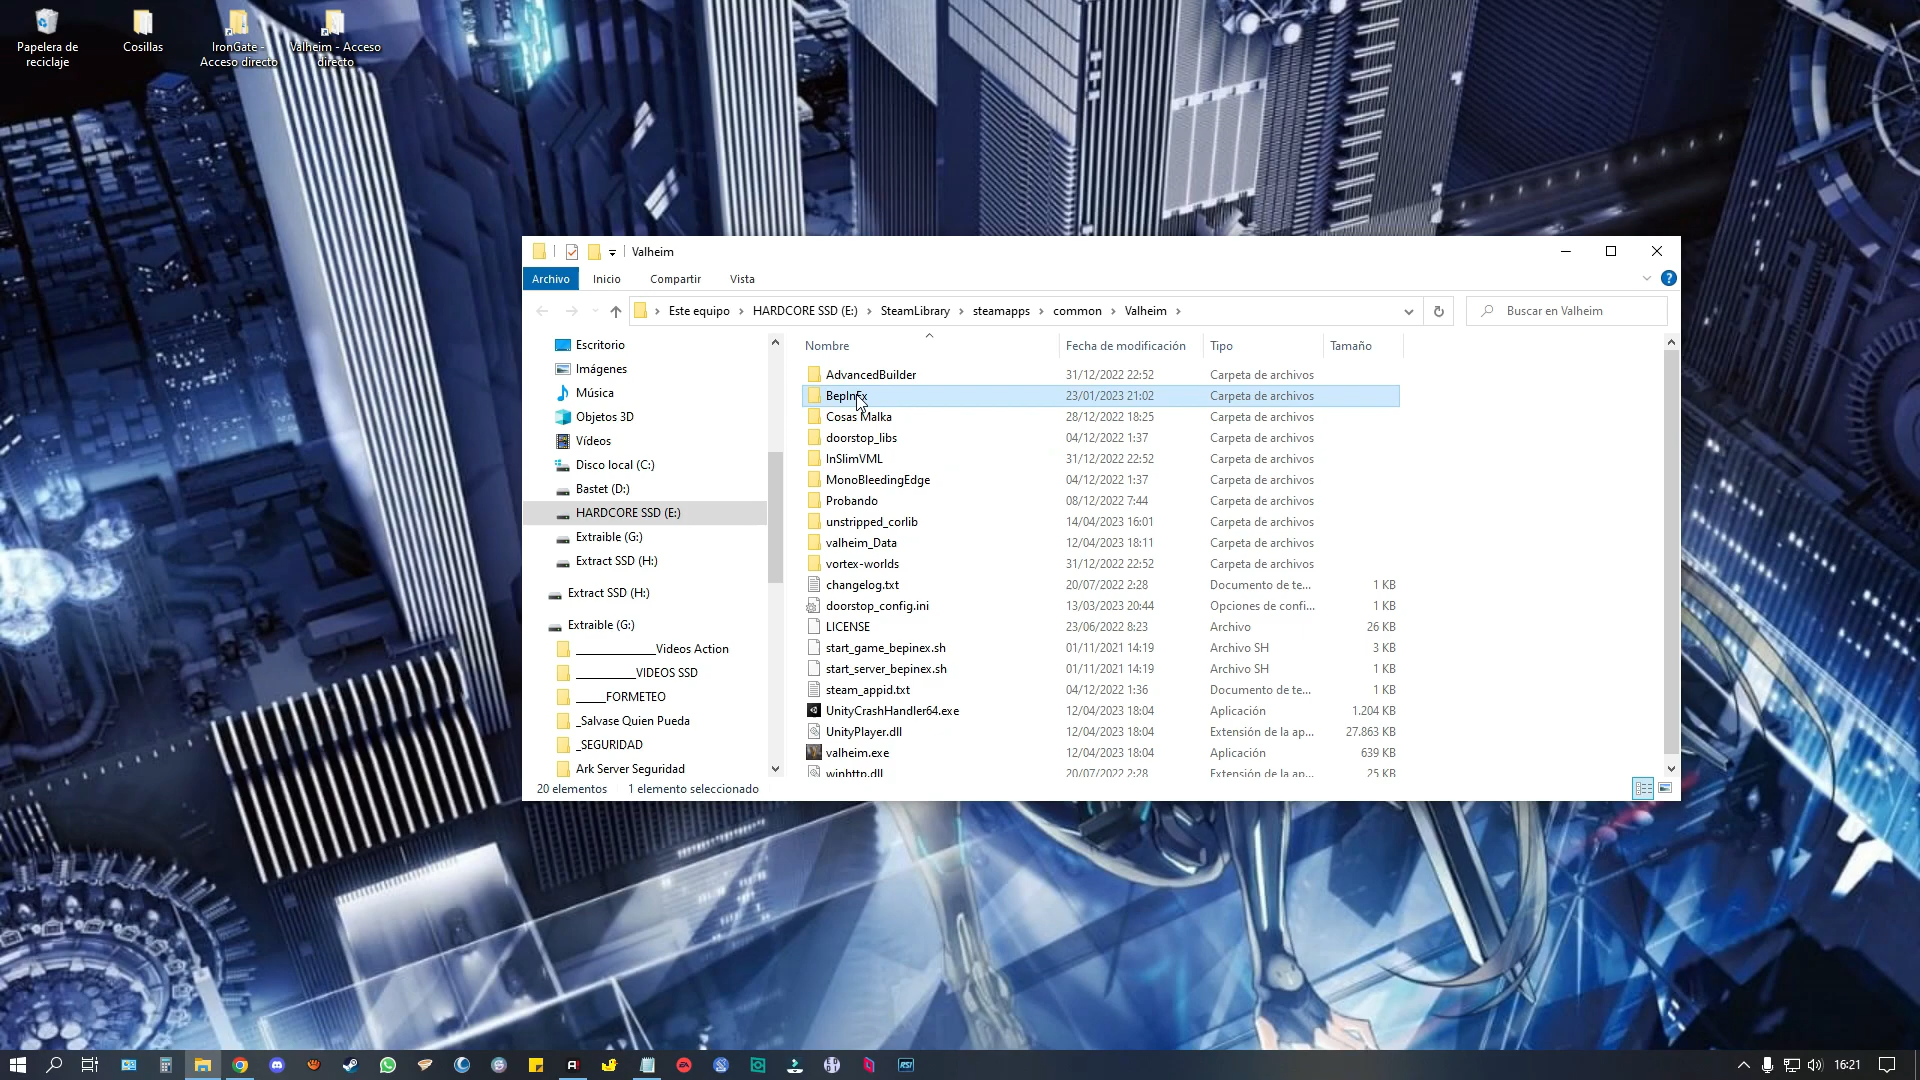 Papelera de
reciclaje
Cosillas
IronGate -
Acceso directo
Valheim - Acceso
directo
Valheim
Archivo
Inicio
Compartir
Vista
Este equipo
HARDCORE SSD (E:)
SteamLibrary
steamapps
common
Valheim
Buscar en Valheim
Escritorio
Imágenes
Música
Objetos 3D
Vídeos
Disco local (C:)
Bastet (D:)
HARDCORE SSD (E:)
Extraible (G:)
Extract SSD (H:)
Extract SSD (H:)
Extraible (G:)
______________Videos Action
__________VIDEOS SSD
_____FORMETEO
_Salvase Quien Pueda
_SEGURIDAD
Ark Server Seguridad
Nombre Fecha de modificación Tipo Tamaño
AdvancedBuilder 31/12/2022 22:52 Carpeta de archivos
BepInEx 23/01/2023 21:02 Carpeta de archivos
Cosas Malka 28/12/2022 18:25 Carpeta de archivos
doorstop_libs 04/12/2022 1:37 Carpeta de archivos
InSlimVML 31/12/2022 22:52 Carpeta de archivos
MonoBleedingEdge 04/12/2022 1:37 Carpeta de archivos
Probando 08/12/2022 7:44 Carpeta de archivos
unstripped_corlib 14/04/2023 16:01 Carpeta de archivos
valheim_Data 12/04/2023 18:11 Carpeta de archivos
vortex-worlds 31/12/2022 22:52 Carpeta de archivos
changelog.txt 20/07/2022 2:28 Documento de te... 1 KB
doorstop_config.ini 13/03/2023 20:44 Opciones de confi... 1 KB
LICENSE 23/06/2022 8:23 Archivo 26 KB
start_game_bepinex.sh 01/11/2021 14:19 Archivo SH 3 KB
start_server_bepinex.sh 01/11/2021 14:19 Archivo SH 1 KB
steam_appid.txt 04/12/2022 1:36 Documento de te... 1 KB
UnityCrashHandler64.exe 12/04/2023 18:04 Aplicación 1.204 KB
UnityPlayer.dll 12/04/2023 18:04 Extensión de la ap... 27.863 KB
valheim.exe 12/04/2023 18:04 Aplicación 639 KB
winhttp.dll 20/07/2022 2:28 Extensión de la ap... 25 KB
20 elementos 1 elemento seleccionado
16:21